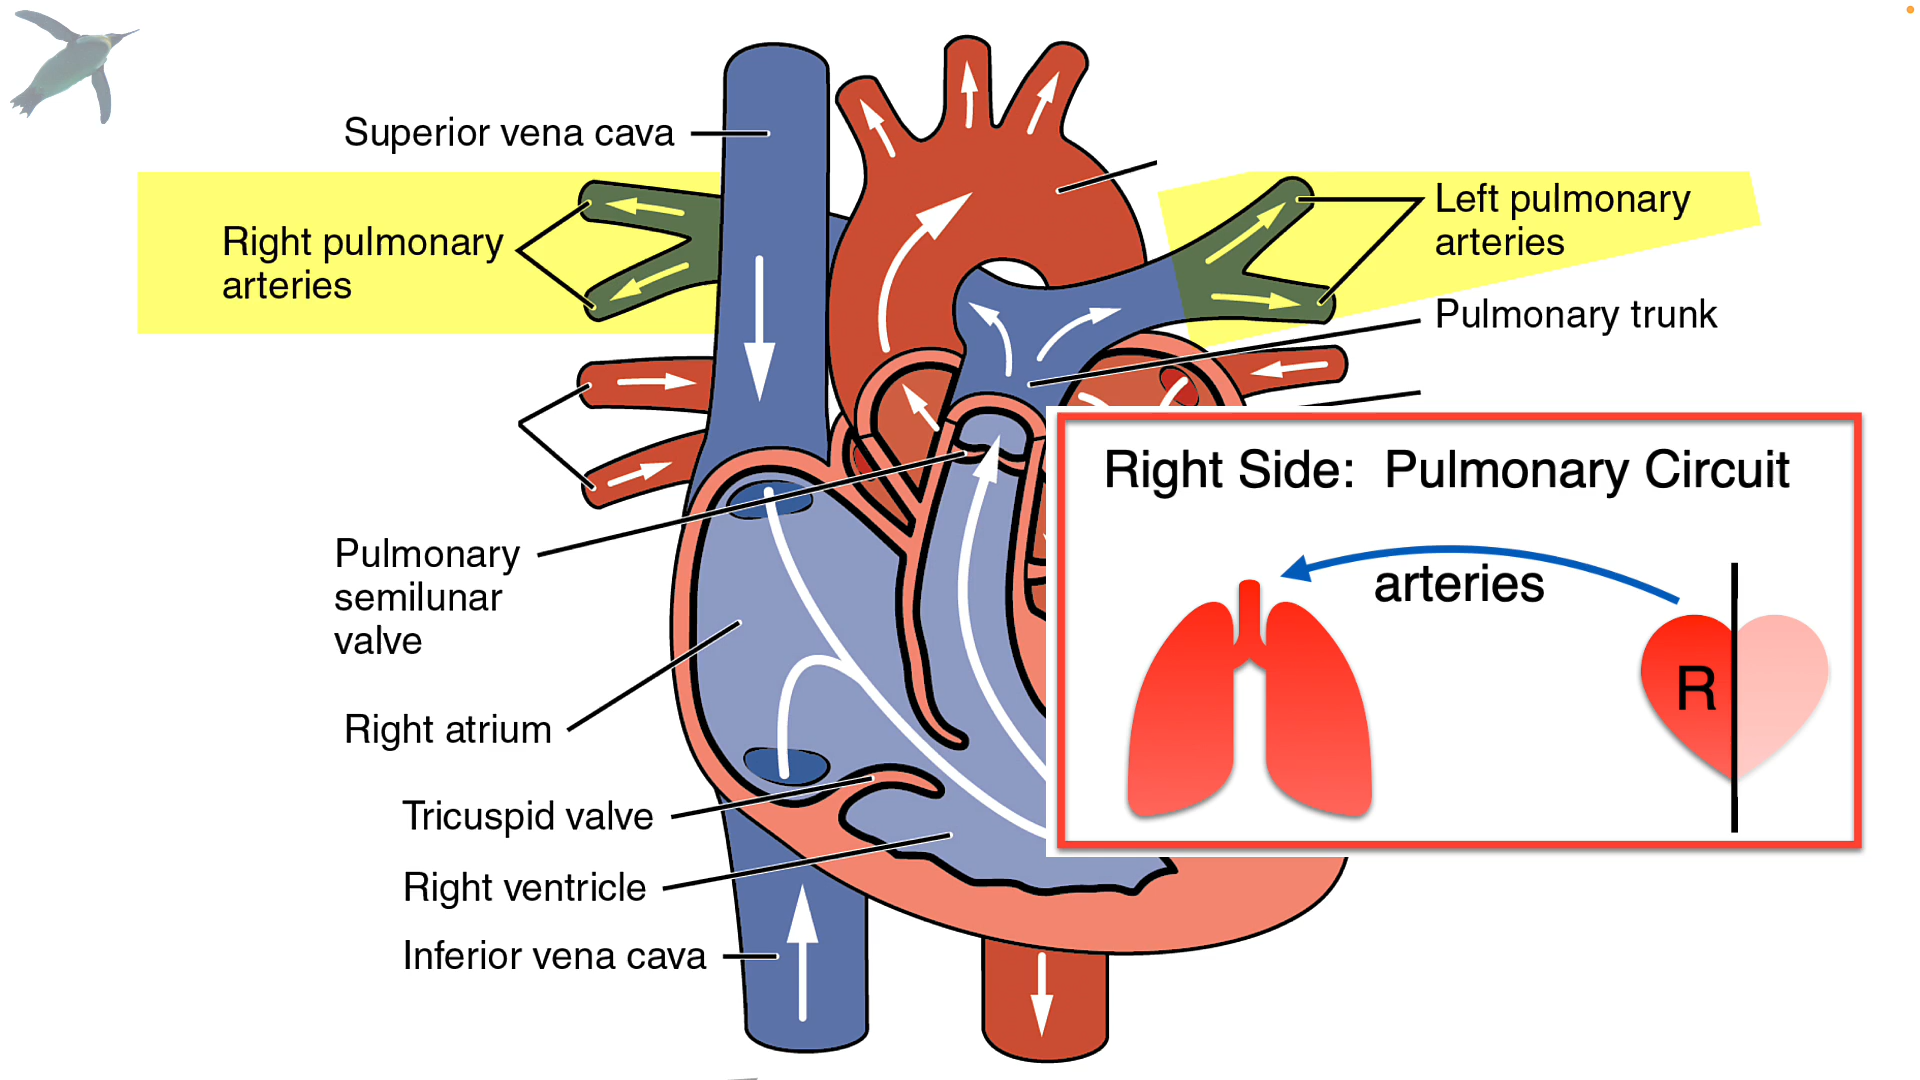 Superior vena cava
Right pulmonary
arteries
Left pulmonary
arteries
Pulmonary trunk
Pulmonary
semilunar
valve
Right atrium
Tricuspid valve
Right ventricle
Inferior vena cava
Right Side: Pulmonary Circuit
arteries
R